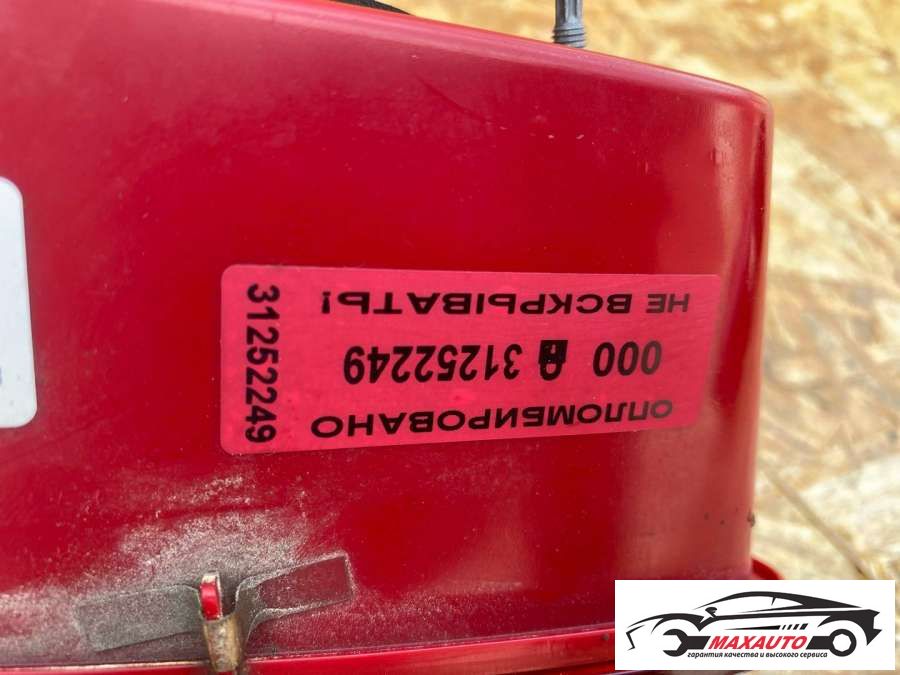 ОПЛОМБИРОВАНО
000 31252249
НЕ ВСКРЫВАТЬ!
31252249
MAXAUTO
гарантия качества и высокого сервиса